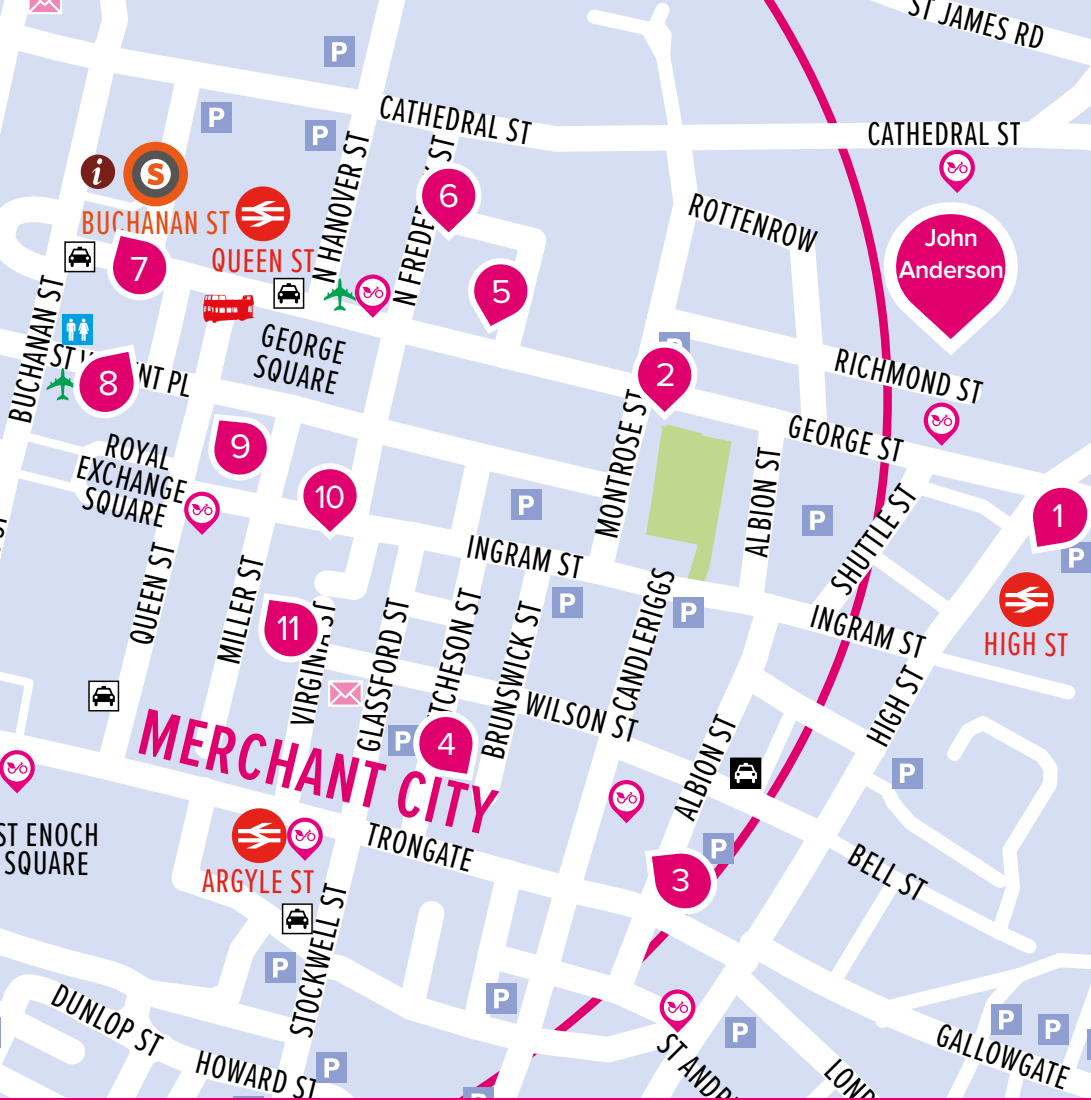 ST JAMES RD
P
P
P
CATHEDRAL ST
CATHEDRAL ST
i
S
BUCHANAN ST
QUEEN ST
N HANOVER ST
6
ROTTENROW
John
Anderson
7
5
BUCHANAN ST
GEORGE
SQUARE
8
RICHMOND ST
2
GEORGE ST
MONTROSE ST
ALBION ST
9
ROYAL
EXCHANGE
SQUARE
10
P
P
1
P
SHUTTLE ST
INGRAM ST
P
P
INGRAM ST
HIGH ST
QUEEN ST
MILLER ST
11
GLASSFORD ST
BRUNSWICK ST
CANDLERIGGS
HIGH ST
WILSON ST
P
4
MERCHANT CITY
ALBION ST
P
ST ENOCH
SQUARE
ARGYLE ST
TRONGATE
P
3
BELL ST
STOCKWELL ST
P
P
P
P
P
DUNLOP ST
HOWARD ST
P
GALLOWGATE